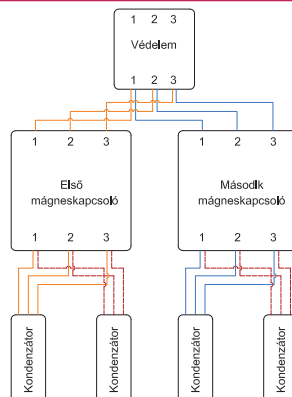 1 2 3
Védelem
1 2 3
1 2 3
Első
mágneskapcsoló
1 2 3
1 2 3
Második
mágneskapcsoló
1 2 3
Kondenzátor
Kondenzátor
Kondenzátor
Kondenzátor